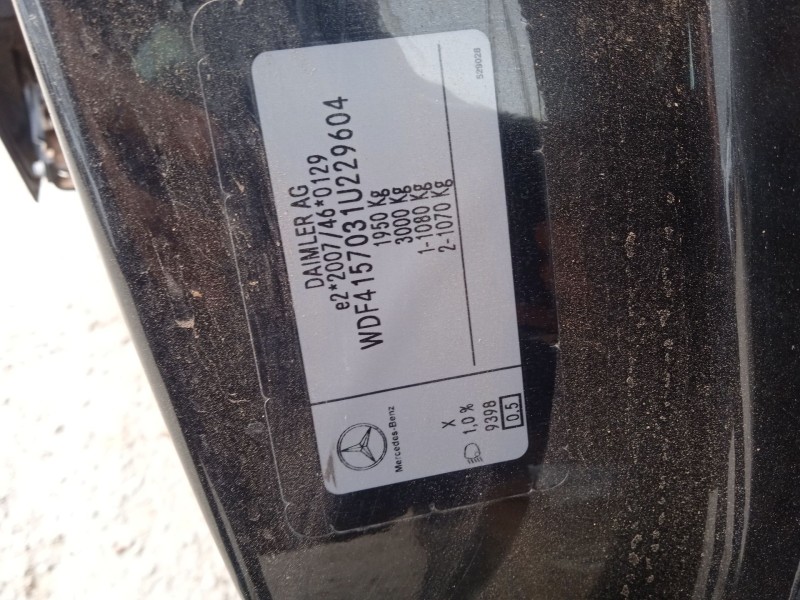 DAIMLER AG
e2*2007/46*0129
WDF4157031U229604
1950 Kg
3000 Kg
1-1080 Kg
2-1070 Kg
529028
Mercedes-Benz
X
1,0 %
9398
0,5